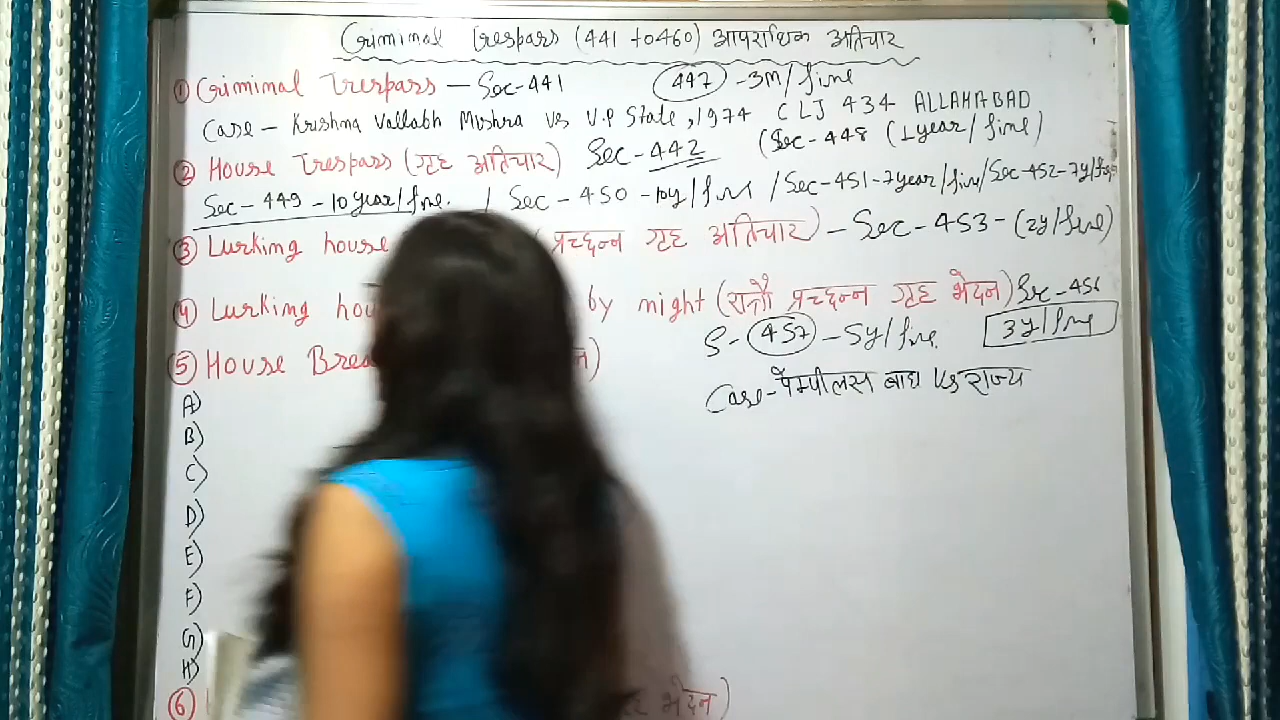 Criminal Trespass (441 to 460) आपराधिक अतिचार
① Criminal Trespass – Sec-441 447 -3M/fine
Case – Krishna Vallabh Mishra vs U.P State, 1974 CLJ 434 ALLAHABAD
② House Trespass (गृह अतिचार) Sec-442 (Sec-448 (1year/fine)
Sec-449-10year/fine. / Sec-450-10y/fine /Sec-451-7year/fine/Sec-452-7y/fine
③ Lurking house (प्रच्छन्न गृह अतिचार) – Sec-453-(2y/fine)
④ Lurking by night (रात्रौ प्रच्छन्न गृह भेदन) Sec-456
S-457-5y/fine. 3y/fine
⑤ House
Case-पेम्पीलस बाघ Vs राज्य
A)
B)
C)
D)
E)
F)
G)
H)
⑥ भेदन)